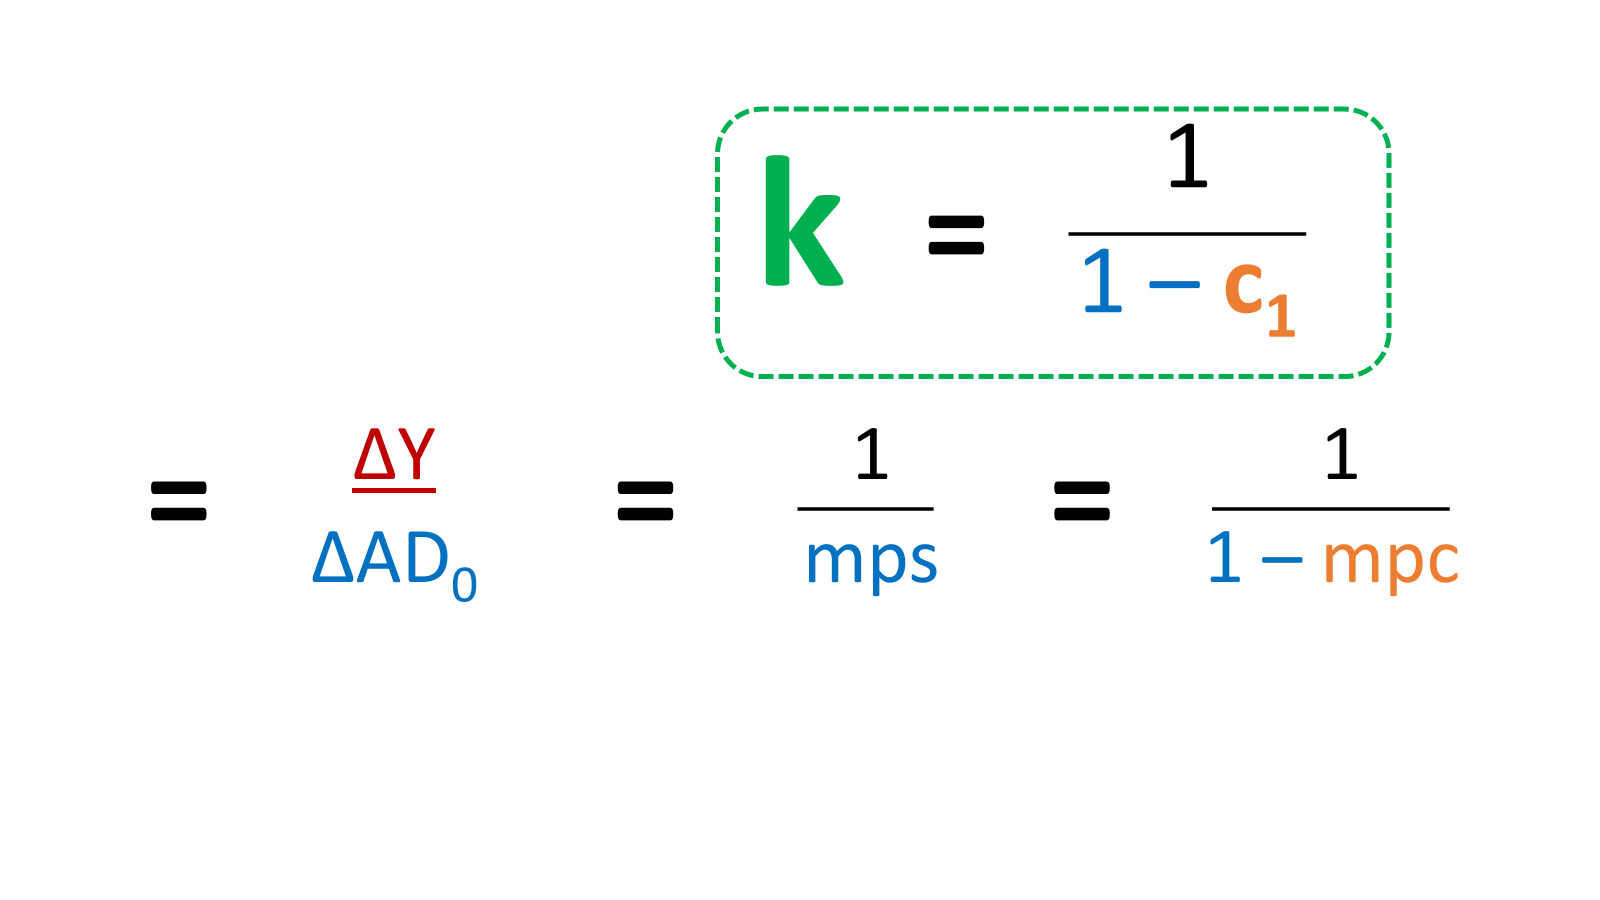 k = 1 / 1 – c₁
= ΔY / ΔAD₀ = 1 / mps = 1 / 1 – mpc